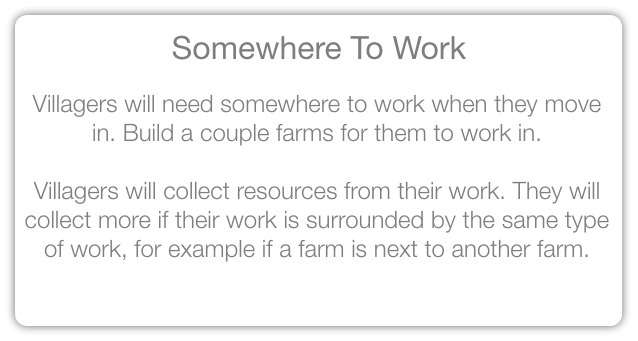 Somewhere To Work
Villagers will need somewhere to work when they move
in. Build a couple farms for them to work in.
Villagers will collect resources from their work. They will
collect more if their work is surrounded by the same type
of work, for example if a farm is next to another farm.